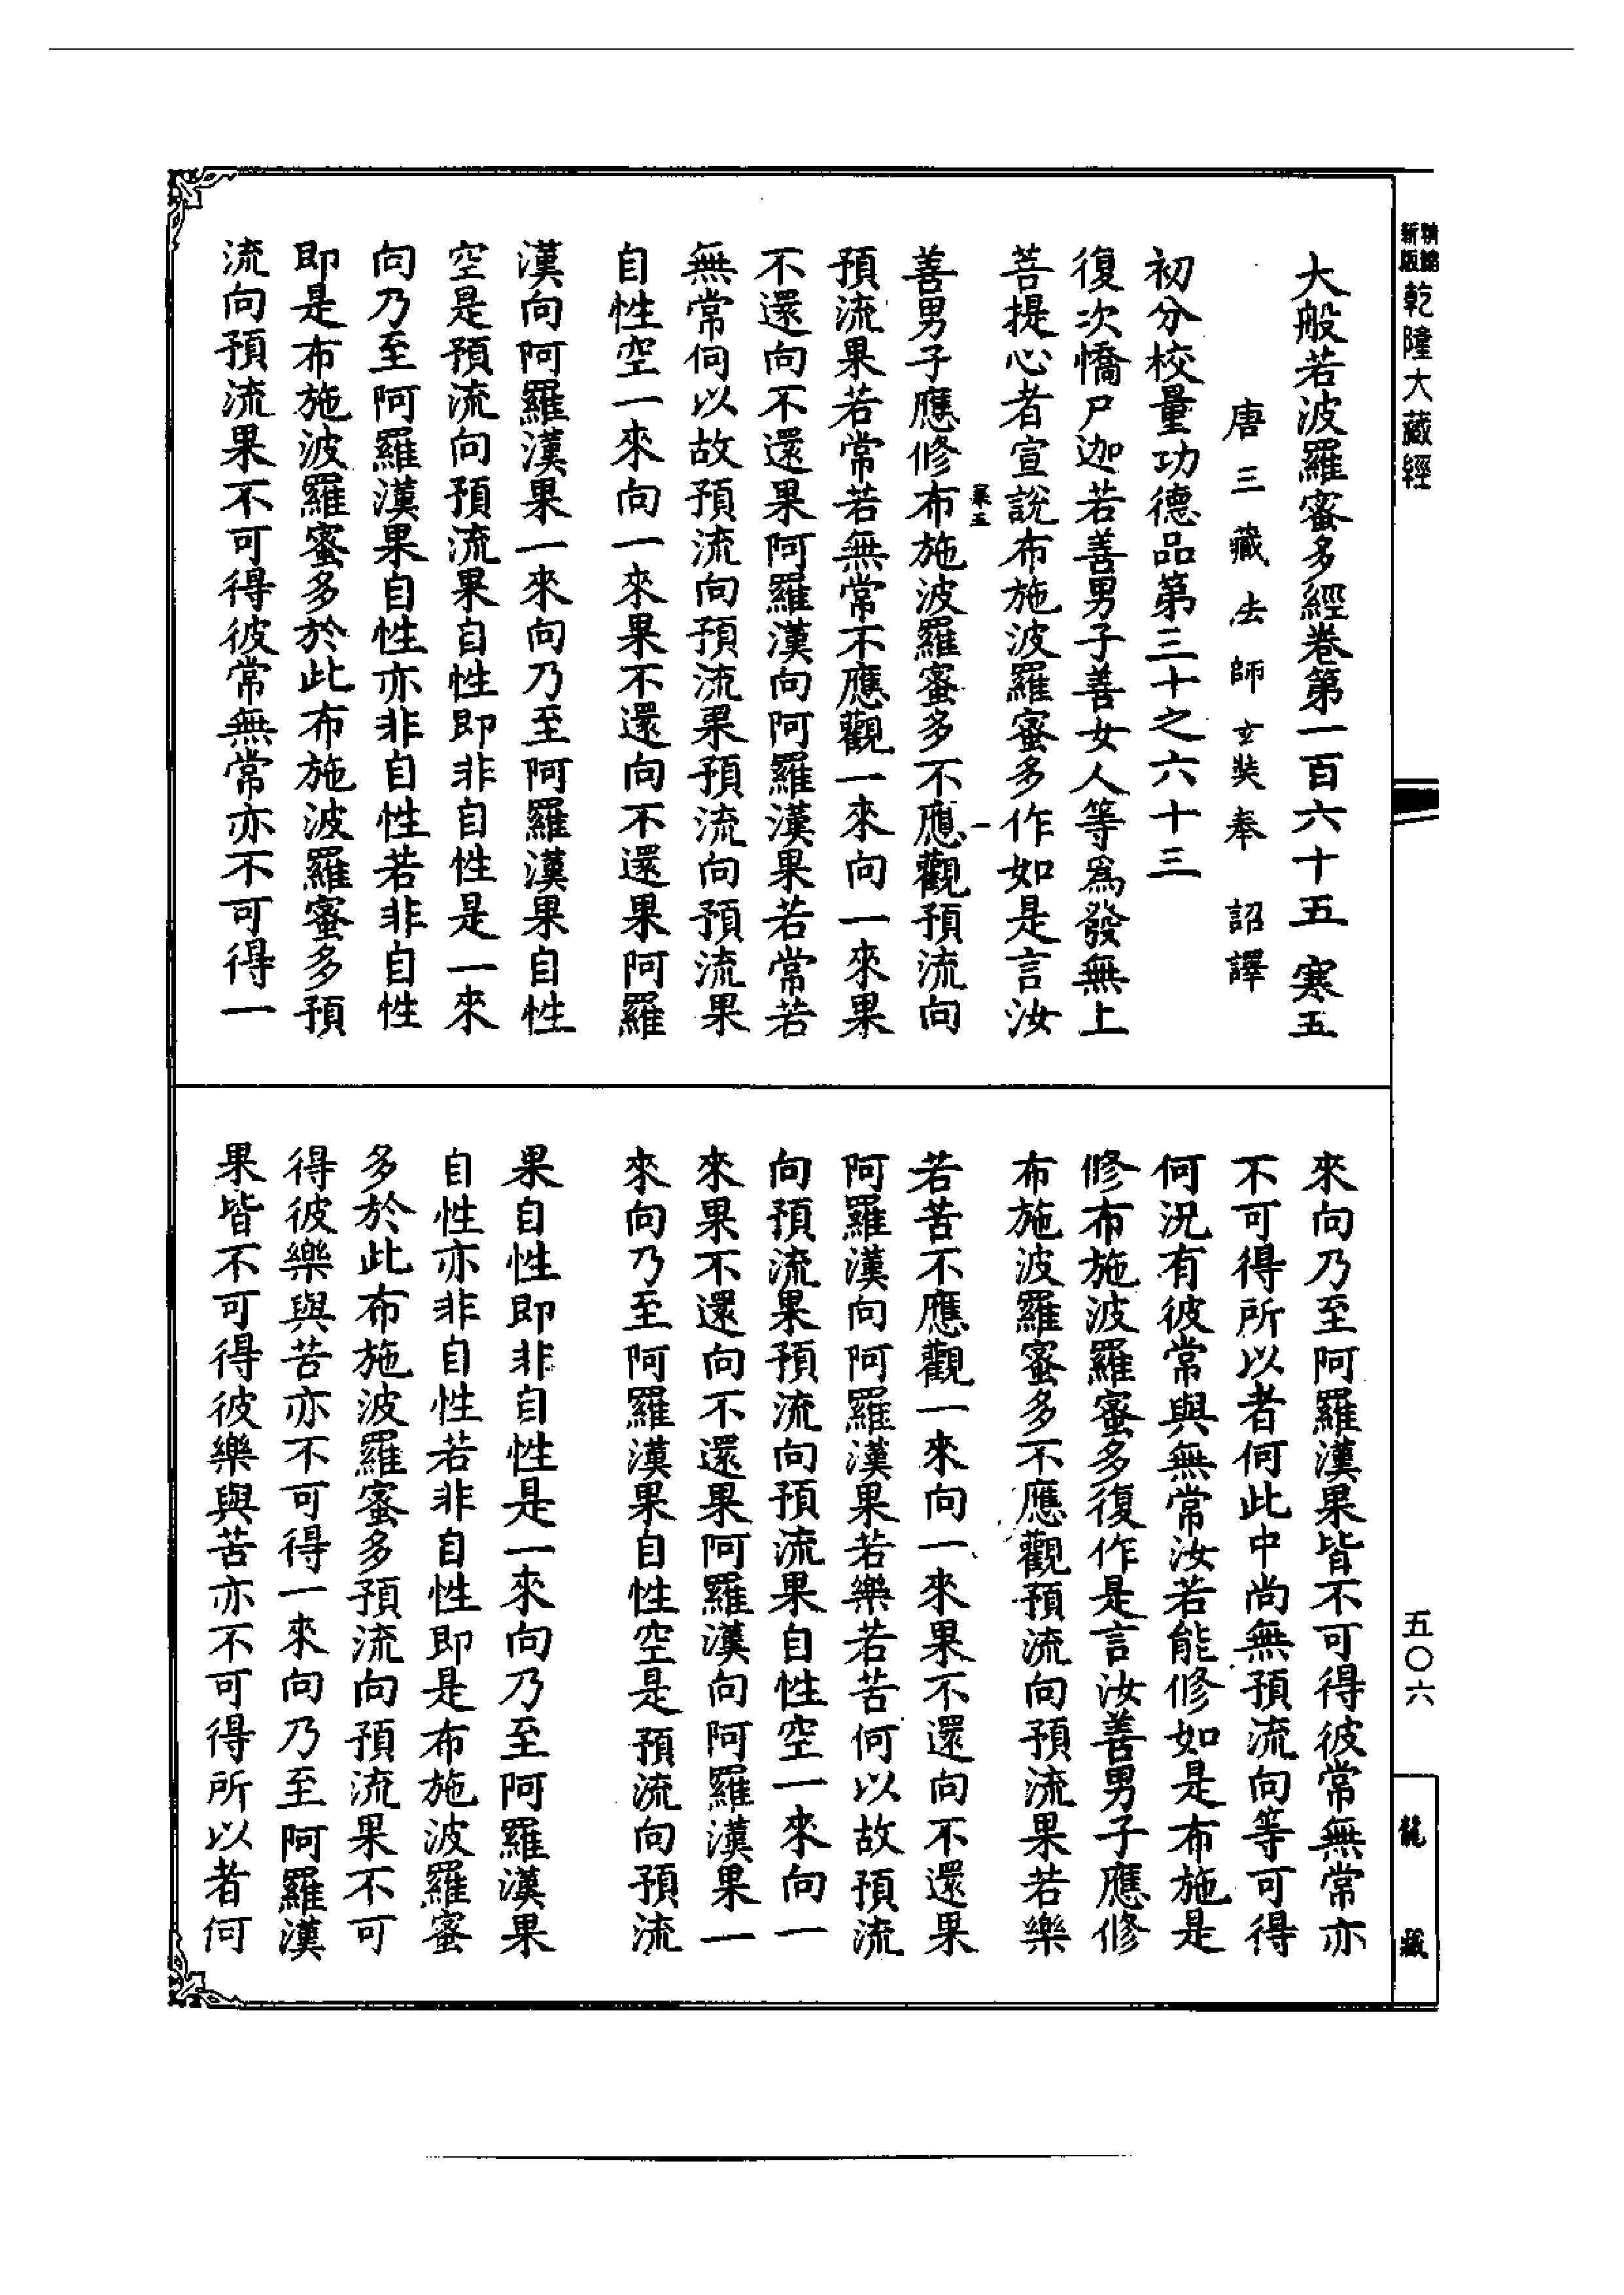 新版精縮乾隆大藏經
五〇六
龍藏
大般若波羅蜜多經卷第一百六十五 寒五
唐三藏法師玄奘奉 詔譯
初分校量功德品第三十之六十三
復次憍尸迦若善男子善女人等爲發無上
菩提心者宣說布施波羅蜜多作如是言汝
寒五 一
善男子應修布施波羅蜜多不應觀預流向
預流果若常若無常不應觀一來向一來果
不還向不還果阿羅漢向阿羅漢果若常若
無常何以故預流向預流果預流向預流果
自性空一來向一來果不還向不還果阿羅
漢向阿羅漢果一來向乃至阿羅漢果自性
空是預流向預流果自性即非自性是一來
向乃至阿羅漢果自性亦非自性若非自性
即是布施波羅蜜多於此布施波羅蜜多預
流向預流果不可得彼常無常亦不可得一
來向乃至阿羅漢果皆不可得彼常無常亦
不可得所以者何此中尚無預流向等可得
何況有彼常與無常汝若能修如是布施是
修布施波羅蜜多復作是言汝善男子應修
布施波羅蜜多不應觀預流向預流果若樂
若苦不應觀一來向一來果不還向不還果
阿羅漢向阿羅漢果若樂若苦何以故預流
向預流果預流向預流果自性空一來向一
來果不還向不還果阿羅漢向阿羅漢果一
來向乃至阿羅漢果自性空是預流向預流
果自性即非自性是一來向乃至阿羅漢果
自性亦非自性若非自性即是布施波羅蜜
多於此布施波羅蜜多預流向預流果不可
得彼樂與苦亦不可得一來向乃至阿羅漢
果皆不可得彼樂與苦亦不可得所以者何